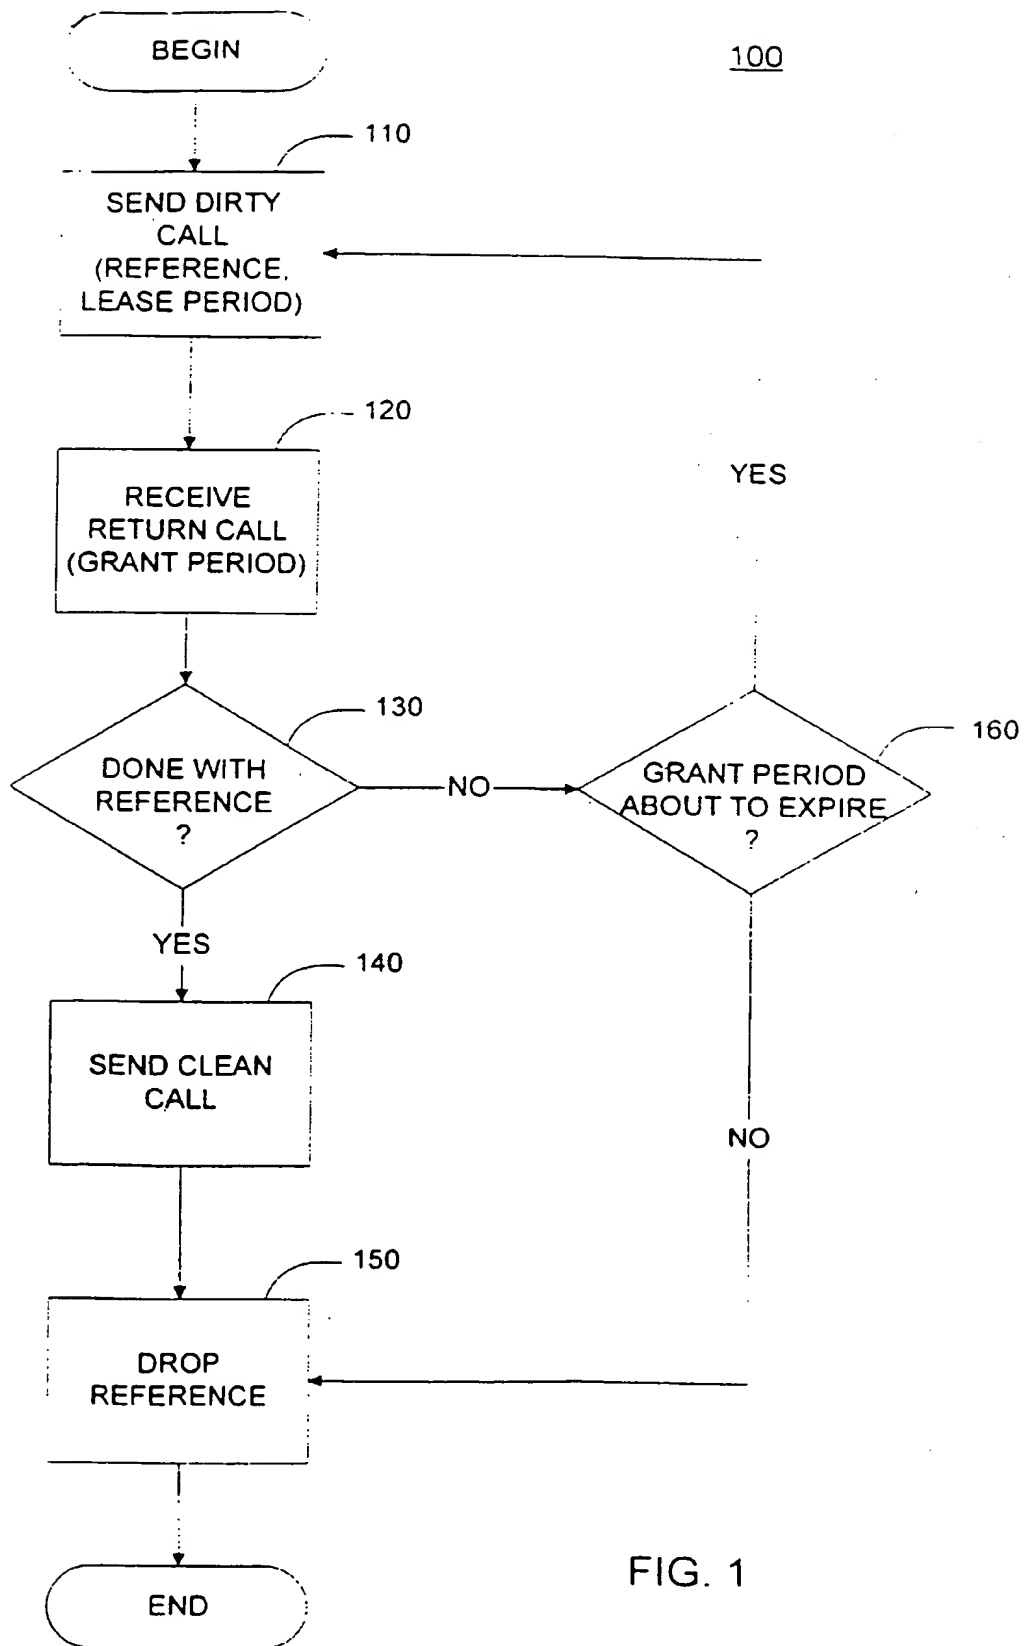 BEGIN
100
110
SEND DIRTY
CALL
(REFERENCE,
LEASE PERIOD)
120
RECEIVE
RETURN CALL
(GRANT PERIOD)
YES
130
DONE WITH
REFERENCE
?
NO
160
GRANT PERIOD
ABOUT TO EXPIRE
?
YES
140
SEND CLEAN
CALL
NO
150
DROP
REFERENCE
END
FIG. 1